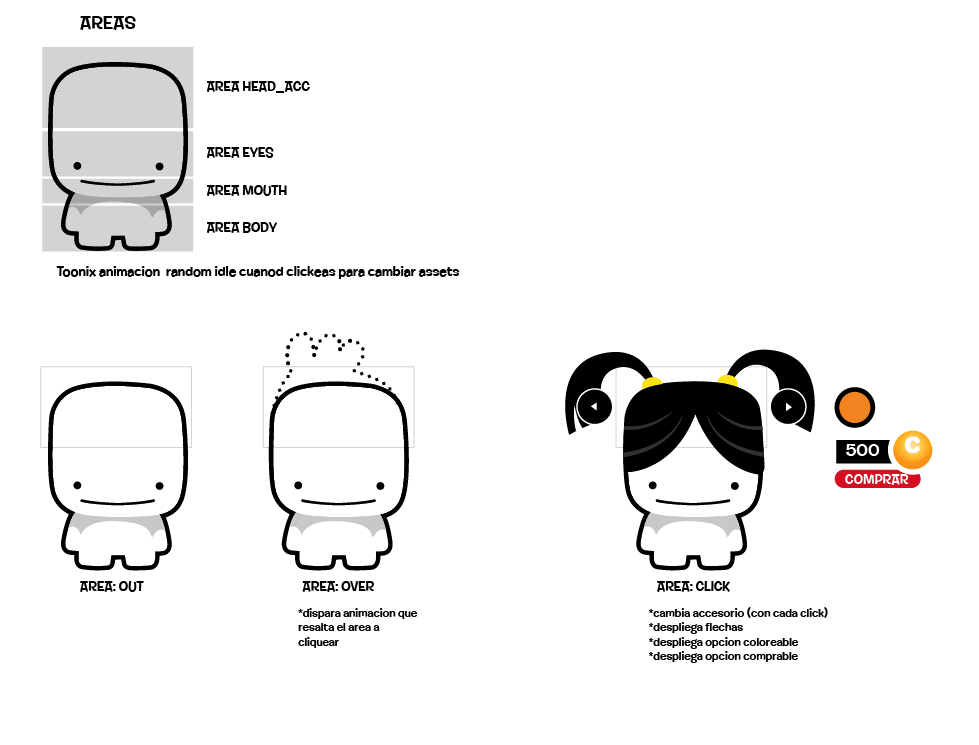 AREAS
AREA HEAD_ACC
AREA EYES
AREA MOUTH
AREA BODY
Toonix animacion random idle cuanod clickeas para cambiar assets
500
C
COMPRAR
AREA: OUT
AREA: OVER
*dispara animacion que
resalta el area a
cliquear
AREA: CLICK
*cambia accesorio (con cada click)
*despliega flechas
*despliega opcion coloreable
*despliega opcion comprable